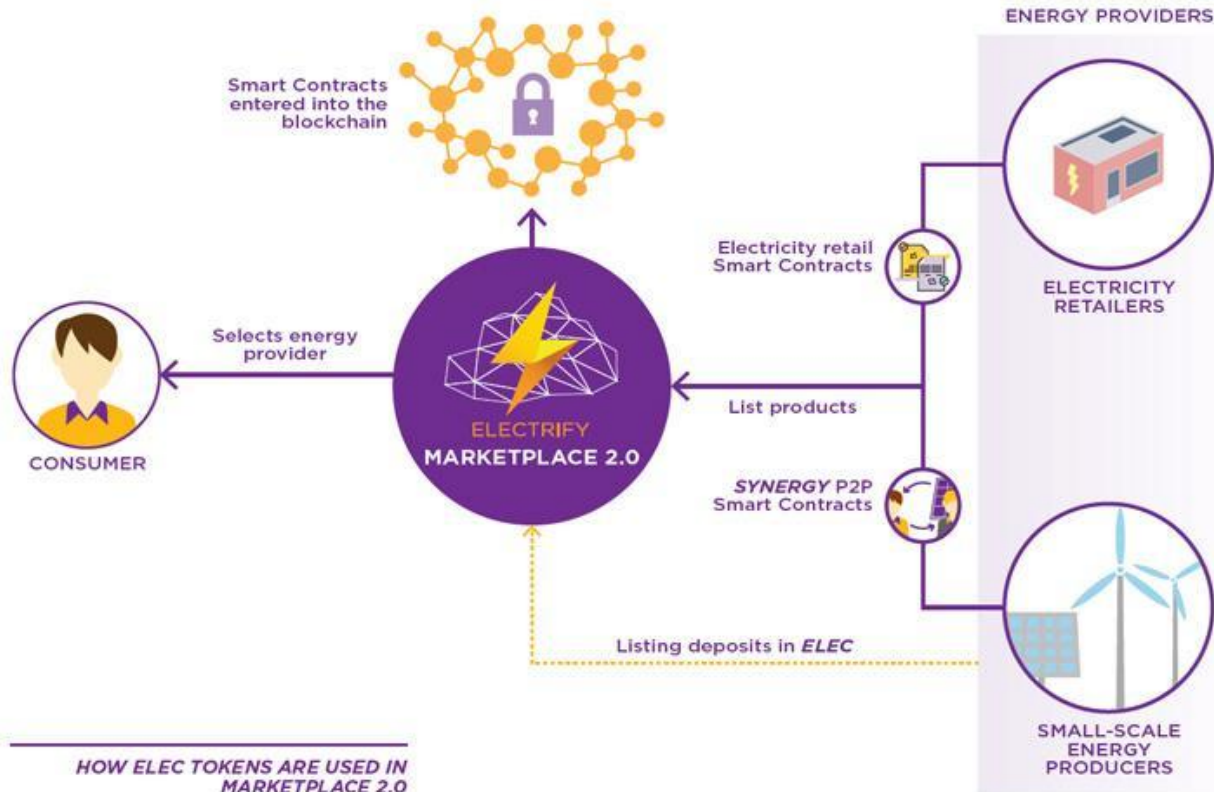 ENERGY PROVIDERS
Smart Contracts
entered into the
blockchain
Electricity retail
Smart Contracts
ELECTRICITY
RETAILERS
Selects energy
provider
CONSUMER
ELECTRIFY
MARKETPLACE 2.0
List products
SYNERGY P2P
Smart Contracts
Listing deposits in ELEC
SMALL-SCALE
ENERGY
PRODUCERS
HOW ELEC TOKENS ARE USED IN
MARKETPLACE 2.0